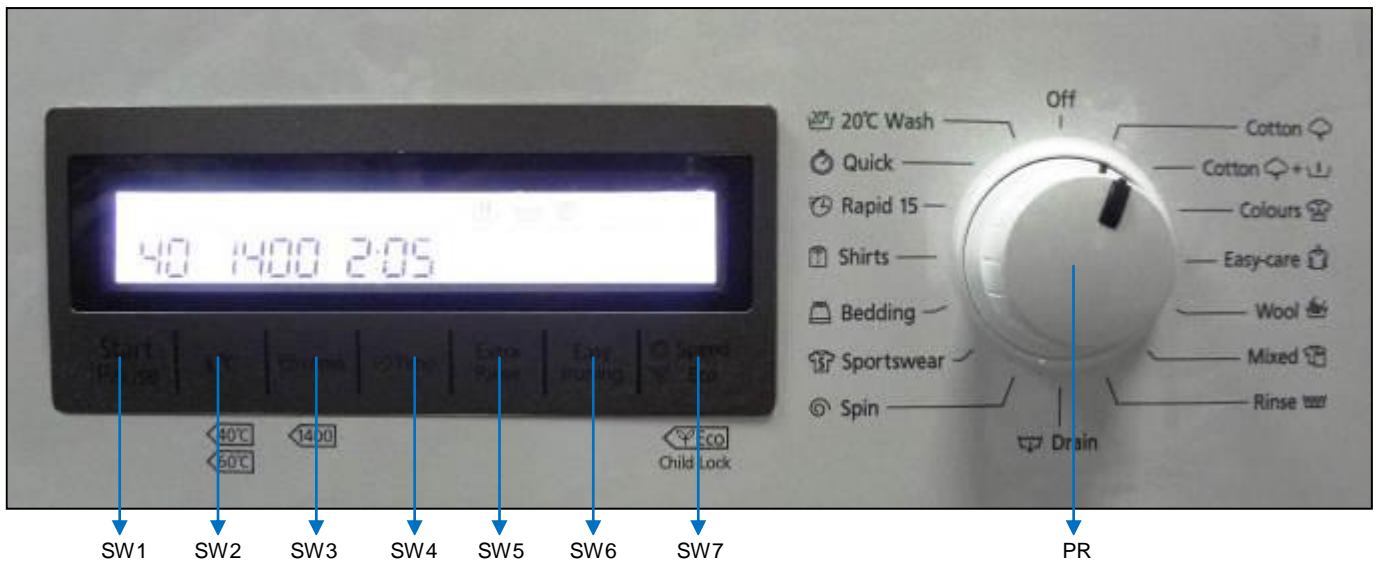 Off
20°C Wash
Quick
Rapid 15
Shirts
Bedding
Sportswear
Spin
Cotton
Cotton +
Colours
Easy-care
Wool
Mixed
Rinse
Drain
40 1400 2:05
Start
Pause
°C
Time
Extra
Rinse
Easy
Ironing
Speed
Eco
40°C
60°C
1400
Eco
Child Lock
SW1 SW2 SW3 SW4 SW5 SW6 SW7 PR